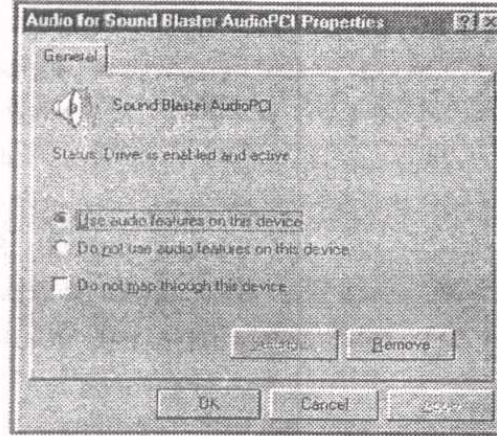 Audio for Sound Blaster AudioPCI Properties
General
Sound Blaster AudioPCI
Status: Driver is enabled and active
Use audio features on this device
Do not use audio features on this device
Do not map through this device
Settings
Remove
OK
Cancel
Apply